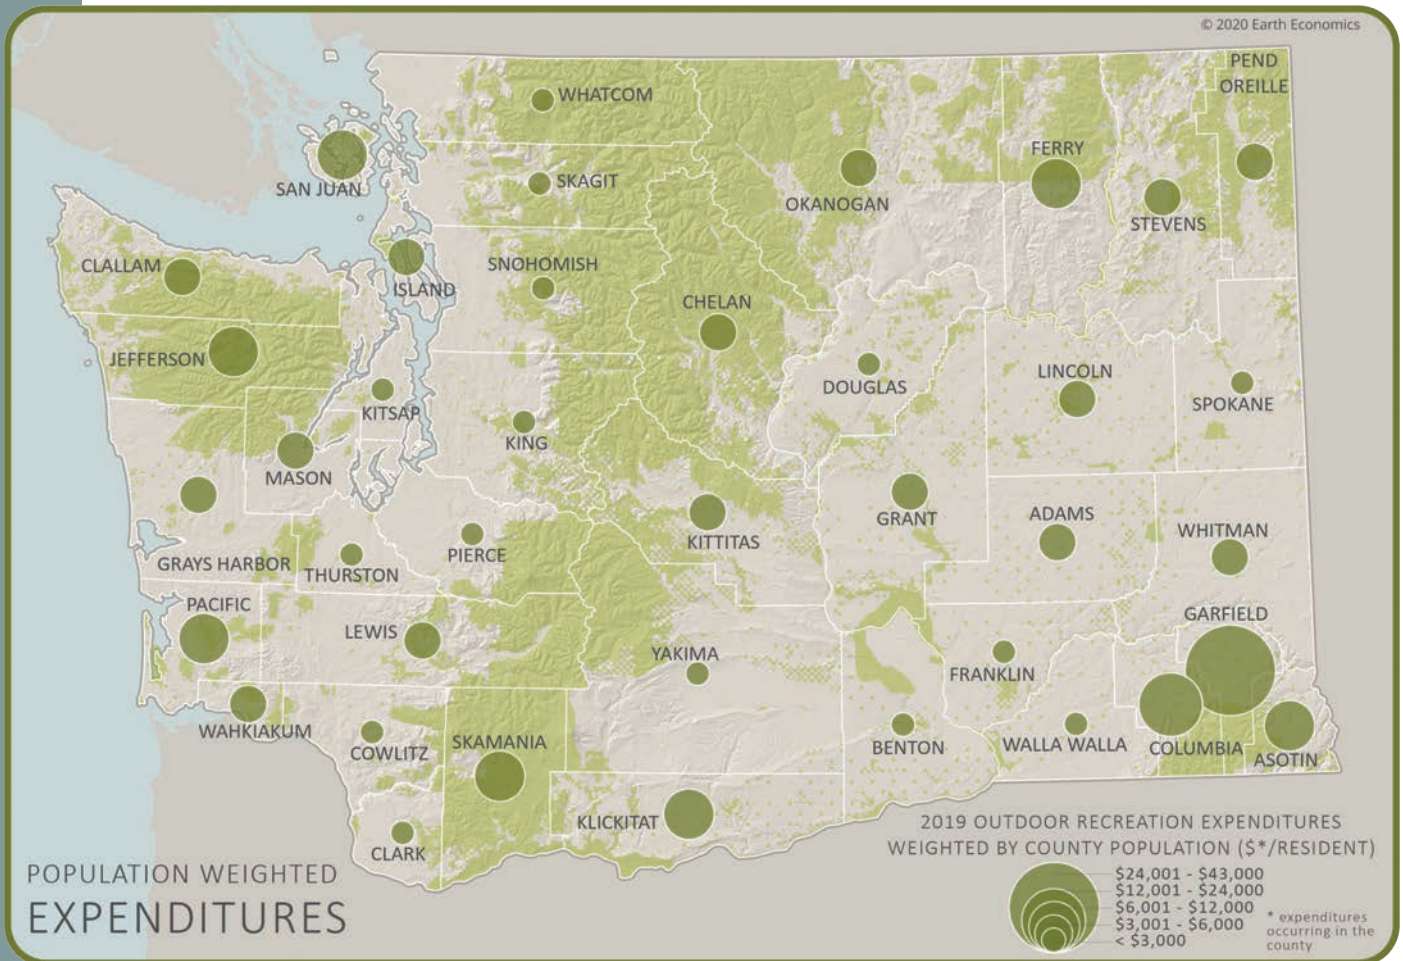 © 2020 Earth Economics
PEND
OREILLE
WHATCOM
FERRY
SAN JUAN
SKAGIT
OKANOGAN
STEVENS
CLALLAM
SNOHOMISH
ISLAND
CHELAN
JEFFERSON
KITSAP
DOUGLAS
LINCOLN
SPOKANE
KING
MASON
GRANT
ADAMS
WHITMAN
KITTITAS
PIERCE
GRAYS HARBOR
THURSTON
PACIFIC
GARFIELD
LEWIS
YAKIMA
FRANKLIN
WAHKIAKUM
COWLITZ
SKAMANIA
BENTON
WALLA WALLA
COLUMBIA
ASOTIN
KLICKITAT
CLARK
2019 OUTDOOR RECREATION EXPENDITURES
WEIGHTED BY COUNTY POPULATION ($*/RESIDENT)
$24,001 - $43,000
$12,001 - $24,000
$6,001 - $12,000
$3,001 - $6,000
< $3,000
* expenditures
occurring in the
county
POPULATION WEIGHTED
EXPENDITURES